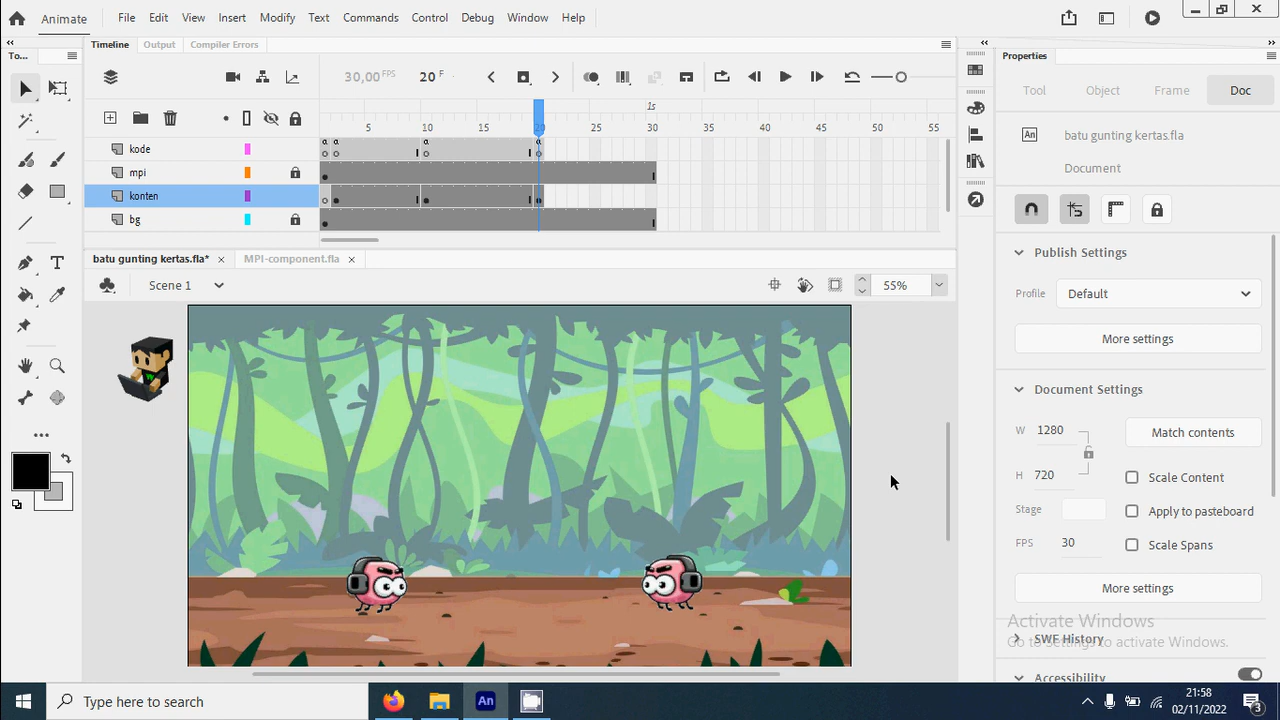 Animate File Edit View Insert Modify Text Commands Control Debug Window Help
Timeline Output Compiler Errors
To...
30,00 FPS 20 F
1s
5 10 15 20 25 30 35 40 45 50 55
kode
mpi
konten
bg
batu gunting kertas.fla* MPI-component.fla
Scene 1 55%
Properties
Tool Object Frame Doc
An batu gunting kertas.fla
Document
Publish Settings
Profile Default
More settings
Document Settings
W 1280 Match contents
H 720 Scale Content
Stage Apply to pasteboard
FPS 30 Scale Spans
More settings
Activate Windows
Go to Settings to activate Windows.
SWF History
Accessibility
Type here to search
An
21:58
02/11/2022
3